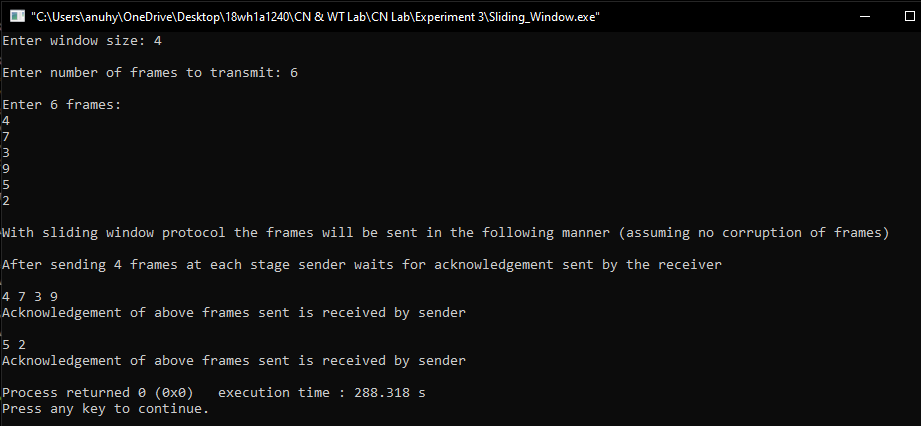 "C:\Users\anuhy\OneDrive\Desktop\18wh1a1240\CN & WT Lab\CN Lab\Experiment 3\Sliding_Window.exe"
Enter window size: 4
Enter number of frames to transmit: 6
Enter 6 frames:
4
7
3
9
5
2
With sliding window protocol the frames will be sent in the following manner (assuming no corruption of frames)
After sending 4 frames at each stage sender waits for acknowledgement sent by the receiver
4 7 3 9
Acknowledgement of above frames sent is received by sender
5 2
Acknowledgement of above frames sent is received by sender
Process returned 0 (0x0)   execution time : 288.318 s
Press any key to continue.